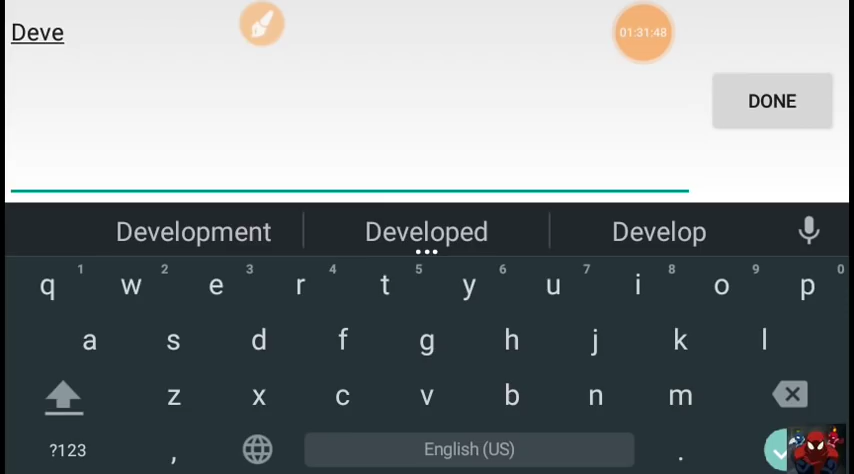 Deve
01:31:48
DONE
Development Developed Develop
q 1 w 2 e 3 r 4 t 5 y 6 u 7 i 8 o 9 p 0
a s d f g h j k l
z x c v b n m
?123 , English (US) .